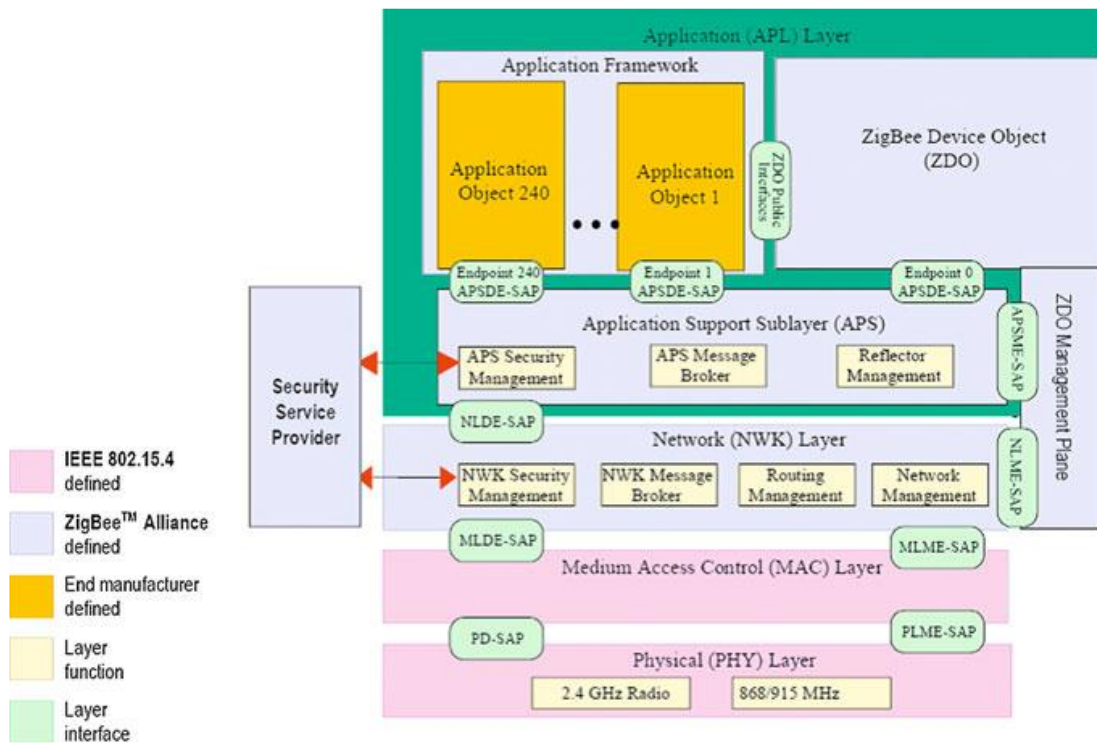 Application (APL) Layer
Application Framework
Application
Object 240
• • •
Application
Object 1
ZDO Public
Interfaces
ZigBee Device Object
(ZDO)
Endpoint 240
APSDE-SAP
Endpoint 1
APSDE-SAP
Endpoint 0
APSDE-SAP
Application Support Sublayer (APS)
APS Security
Management
APS Message
Broker
Reflector
Management
APSME-SAP
ZDO Management Plane
Security
Service
Provider
NLDE-SAP
Network (NWK) Layer
NWK Security
Management
NWK Message
Broker
Routing
Management
Network
Management
NLME-SAP
MLDE-SAP
MLME-SAP
Medium Access Control (MAC) Layer
PD-SAP
PLME-SAP
Physical (PHY) Layer
2.4 GHz Radio
868/915 MHz
IEEE 802.15.4
defined
ZigBee™ Alliance
defined
End manufacturer
defined
Layer
function
Layer
interface